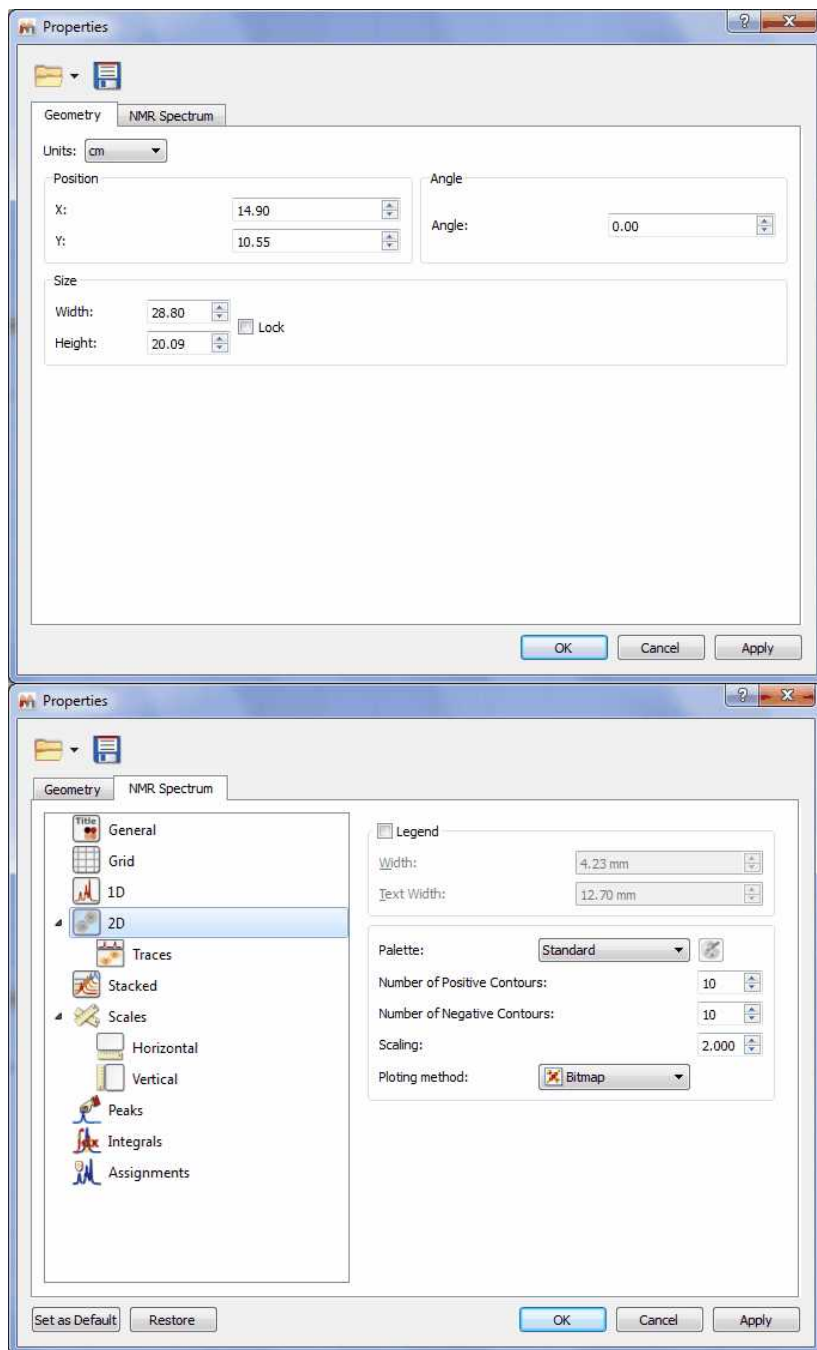 Properties
Geometry NMR Spectrum
Units: cm
Position Angle
X: 14.90 Angle: 0.00
Y: 10.55
Size
Width: 28.80 Lock
Height: 20.09
OK Cancel Apply
Properties
Geometry NMR Spectrum
Title General Legend
Grid Width: 4.23 mm
1D Text Width: 12.70 mm
2D Palette: Standard
Traces
Stacked Number of Positive Contours: 10
Scales Number of Negative Contours: 10
Horizontal Scaling: 2.000
Vertical Ploting method: Bitmap
Peaks
Integrals
Assignments
Set as Default Restore OK Cancel Apply